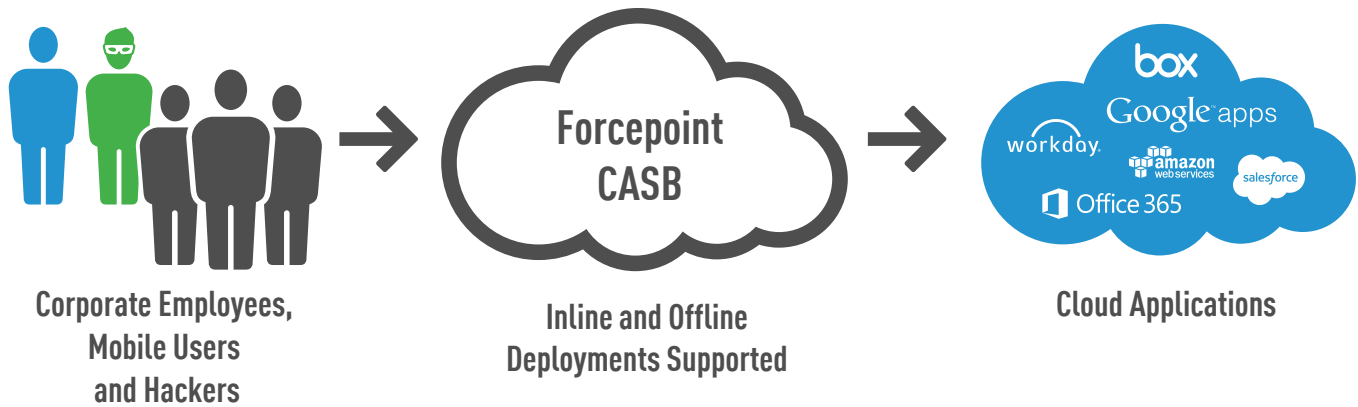 Forcepoint
CASB
box
Google™ apps
workday.
amazon
web services
salesforce
Office 365
Corporate Employees,
Mobile Users
and Hackers
Inline and Offline
Deployments Supported
Cloud Applications